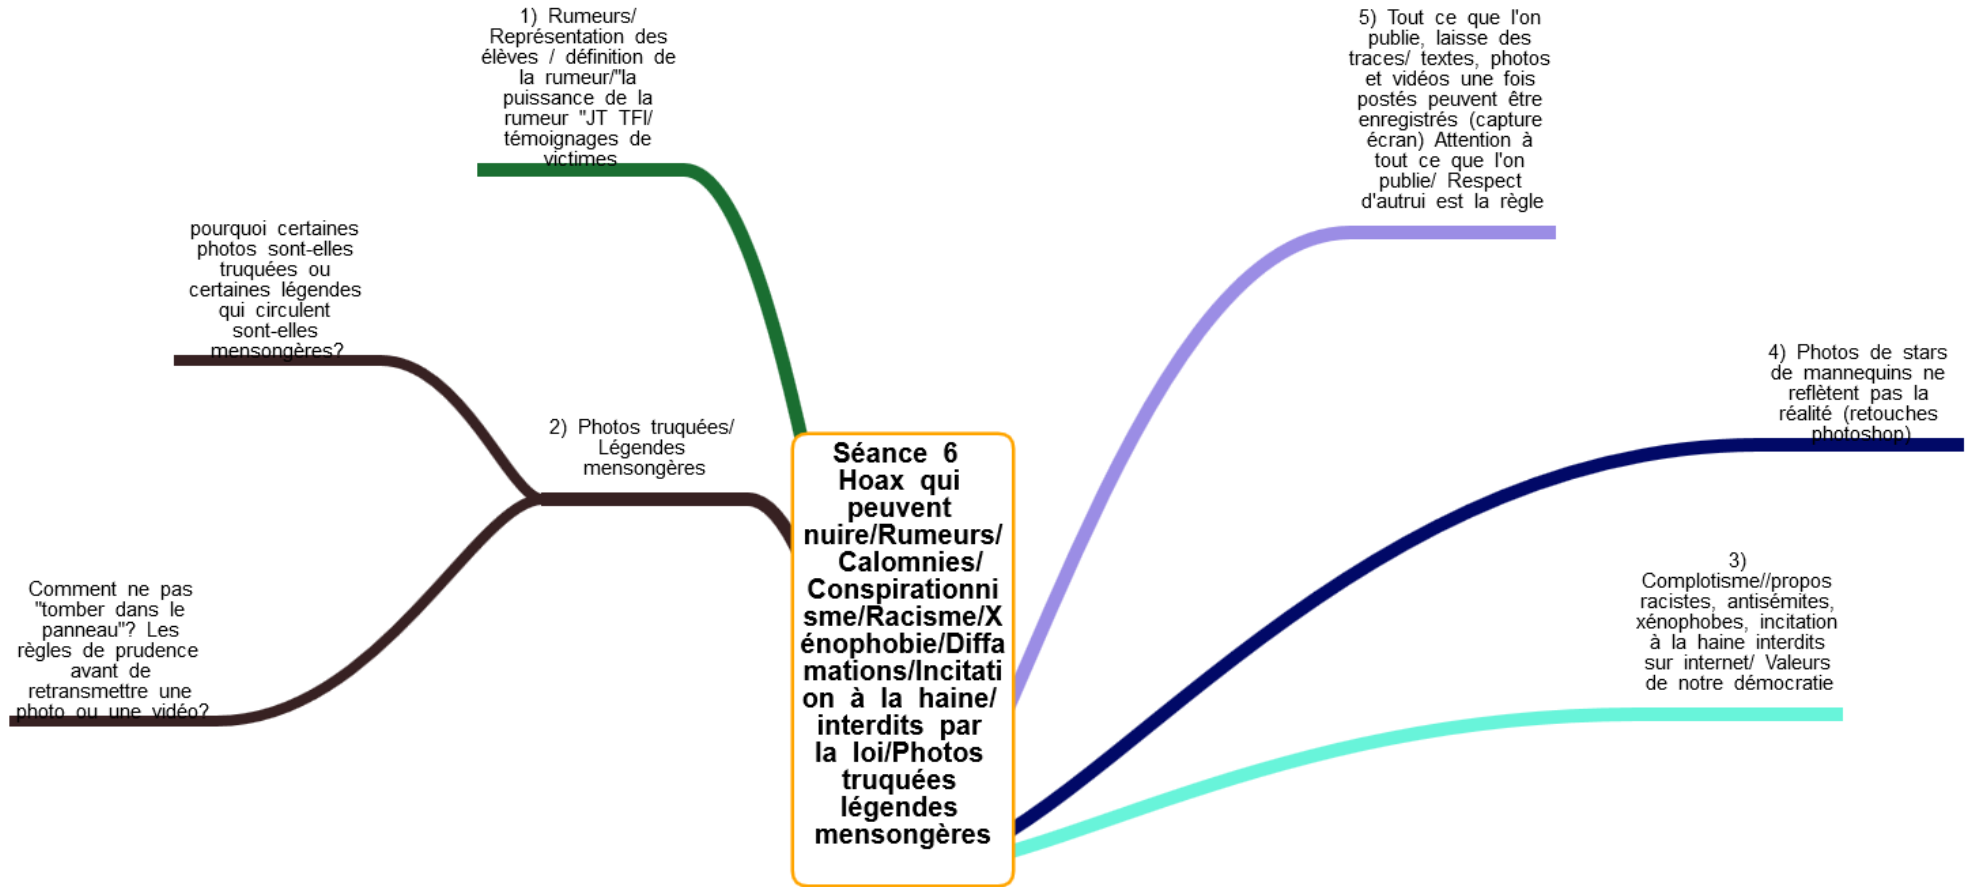 1) Rumeurs/
Représentation des
élèves / définition de
la rumeur/"la
puissance de la
rumeur "JT TFI/
témoignages de
victimes
pourquoi certaines
photos sont-elles
truquées ou
certaines légendes
qui circulent
sont-elles
mensongères?
2) Photos truquées/
Légendes
mensongères
Comment ne pas
"tomber dans le
panneau"? Les
règles de prudence
avant de
retransmettre une
photo ou une vidéo?
Séance 6
Hoax qui
peuvent
nuire/Rumeurs/
Calomnies/
Conspirationni
sme/Racisme/X
énophobie/Diffa
mations/Incitati
on à la haine/
interdits par
la loi/Photos
truquées
légendes
mensongères
5) Tout ce que l'on
publie, laisse des
traces/ textes, photos
et vidéos une fois
postés peuvent être
enregistrés (capture
écran) Attention à
tout ce que l'on
publie/ Respect
d'autrui est la règle
4) Photos de stars
de mannequins ne
reflètent pas la
réalité (retouches
photoshop)
3)
Complotisme//propos
racistes, antisémites,
xénophobes, incitation
à la haine interdits
sur internet/ Valeurs
de notre démocratie